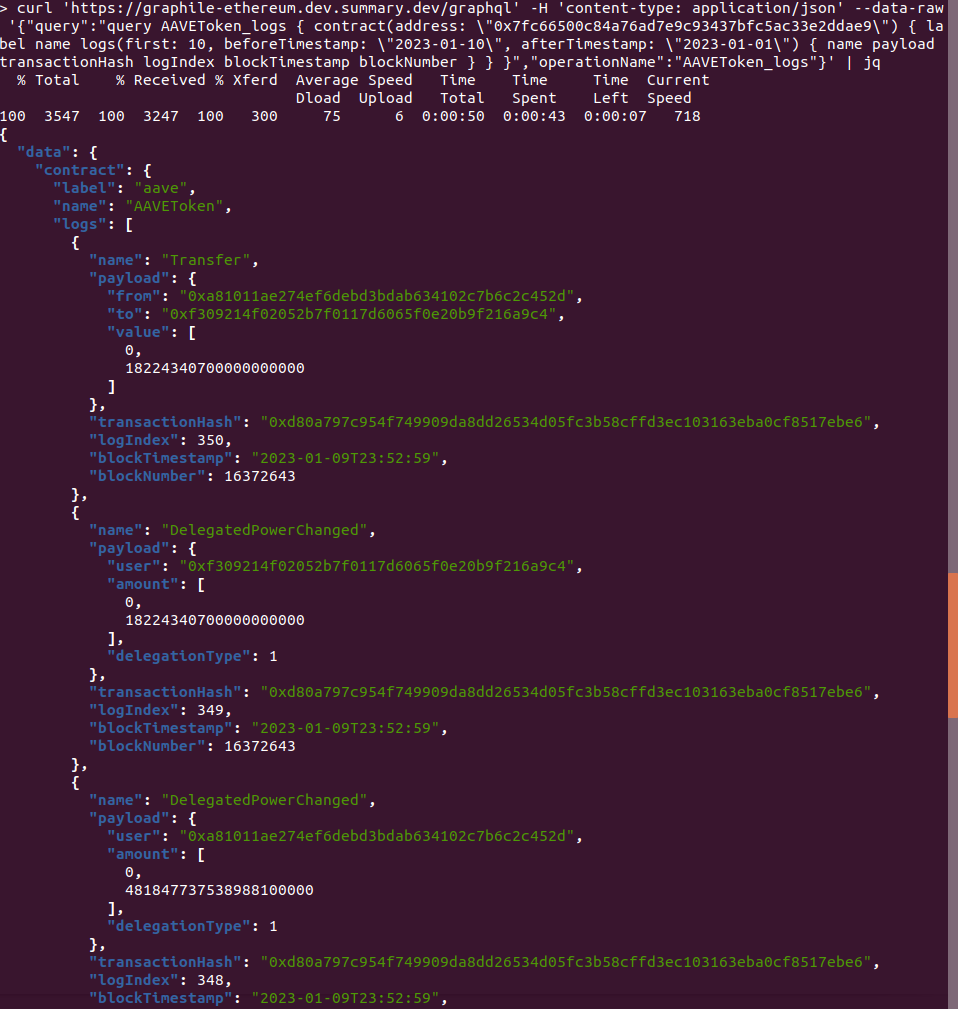 > curl 'https://graphile-ethereum.dev.summary.dev/graphql' -H 'content-type: application/json' --data-raw
'{"query":"query AAVEToken_logs { contract(address: \"0x7fc66500c84a76ad7e9c93437bfc5ac33e2ddae9\") { la
bel name logs(first: 10, beforeTimestamp: \"2023-01-10\", afterTimestamp: \"2023-01-01\") { name payload
transactionHash logIndex blockTimestamp blockNumber } } }","operationName":"AAVEToken_logs"}' | jq
% Total % Received % Xferd Average Speed Time Time Time Current
Dload Upload Total Spent Left Speed
100 3547 100 3247 100 300 75 6 0:00:50 0:00:43 0:00:07 718
{
"data": {
"contract": {
"label": "aave",
"name": "AAVEToken",
"logs": [
{
"name": "Transfer",
"payload": {
"from": "0xa81011ae274ef6debd3bdab634102c7b6c2c452d",
"to": "0xf309214f02052b7f0117d6065f0e20b9f216a9c4",
"value": [
0,
18224340700000000000
]
},
"transactionHash": "0xd80a797c954f749909da8dd26534d05fc3b58cffd3ec103163eba0cf8517ebe6",
"logIndex": 350,
"blockTimestamp": "2023-01-09T23:52:59",
"blockNumber": 16372643
},
{
"name": "DelegatedPowerChanged",
"payload": {
"user": "0xf309214f02052b7f0117d6065f0e20b9f216a9c4",
"amount": [
0,
18224340700000000000
],
"delegationType": 1
},
"transactionHash": "0xd80a797c954f749909da8dd26534d05fc3b58cffd3ec103163eba0cf8517ebe6",
"logIndex": 349,
"blockTimestamp": "2023-01-09T23:52:59",
"blockNumber": 16372643
},
{
"name": "DelegatedPowerChanged",
"payload": {
"user": "0xa81011ae274ef6debd3bdab634102c7b6c2c452d",
"amount": [
0,
481847737538988100000
],
"delegationType": 1
},
"transactionHash": "0xd80a797c954f749909da8dd26534d05fc3b58cffd3ec103163eba0cf8517ebe6",
"logIndex": 348,
"blockTimestamp": "2023-01-09T23:52:59",